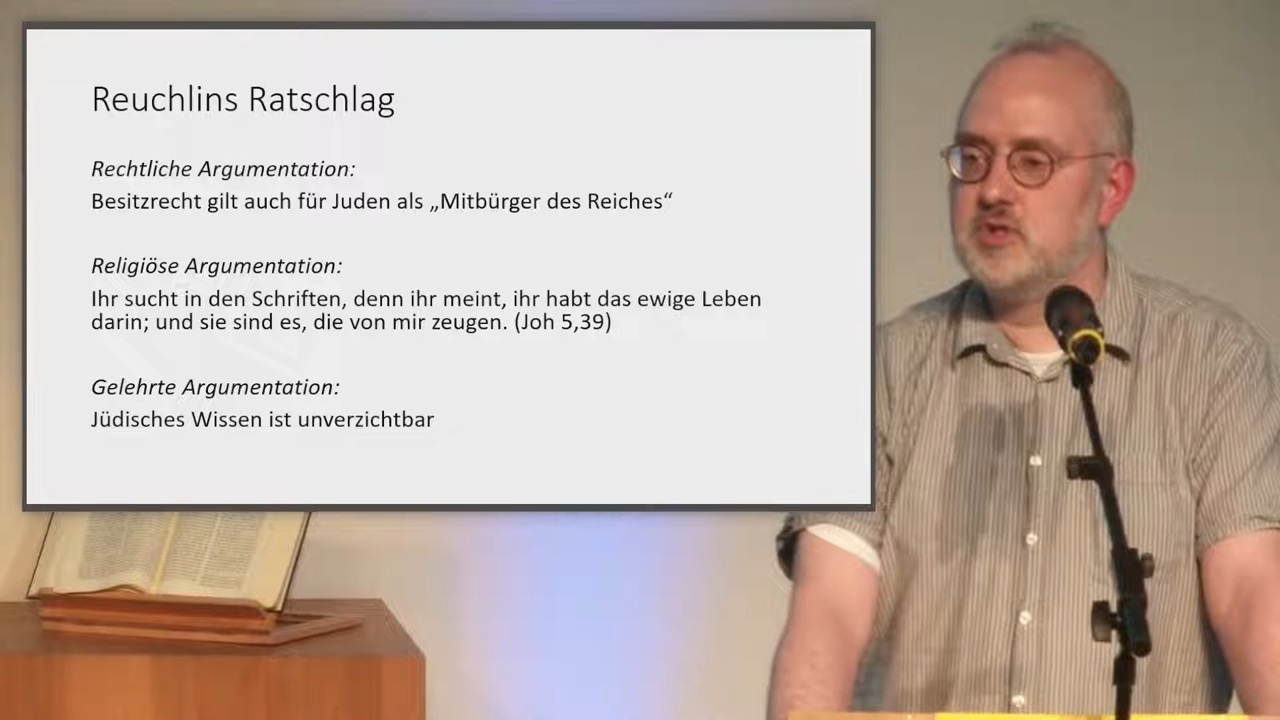 Reuchlins Ratschlag
Rechtliche Argumentation:
Besitzrecht gilt auch für Juden als „Mitbürger des Reiches“
Religiöse Argumentation:
Ihr sucht in den Schriften, denn ihr meint, ihr habt das ewige Leben
darin; und sie sind es, die von mir zeugen. (Joh 5,39)
Gelehrte Argumentation:
Jüdisches Wissen ist unverzichtbar